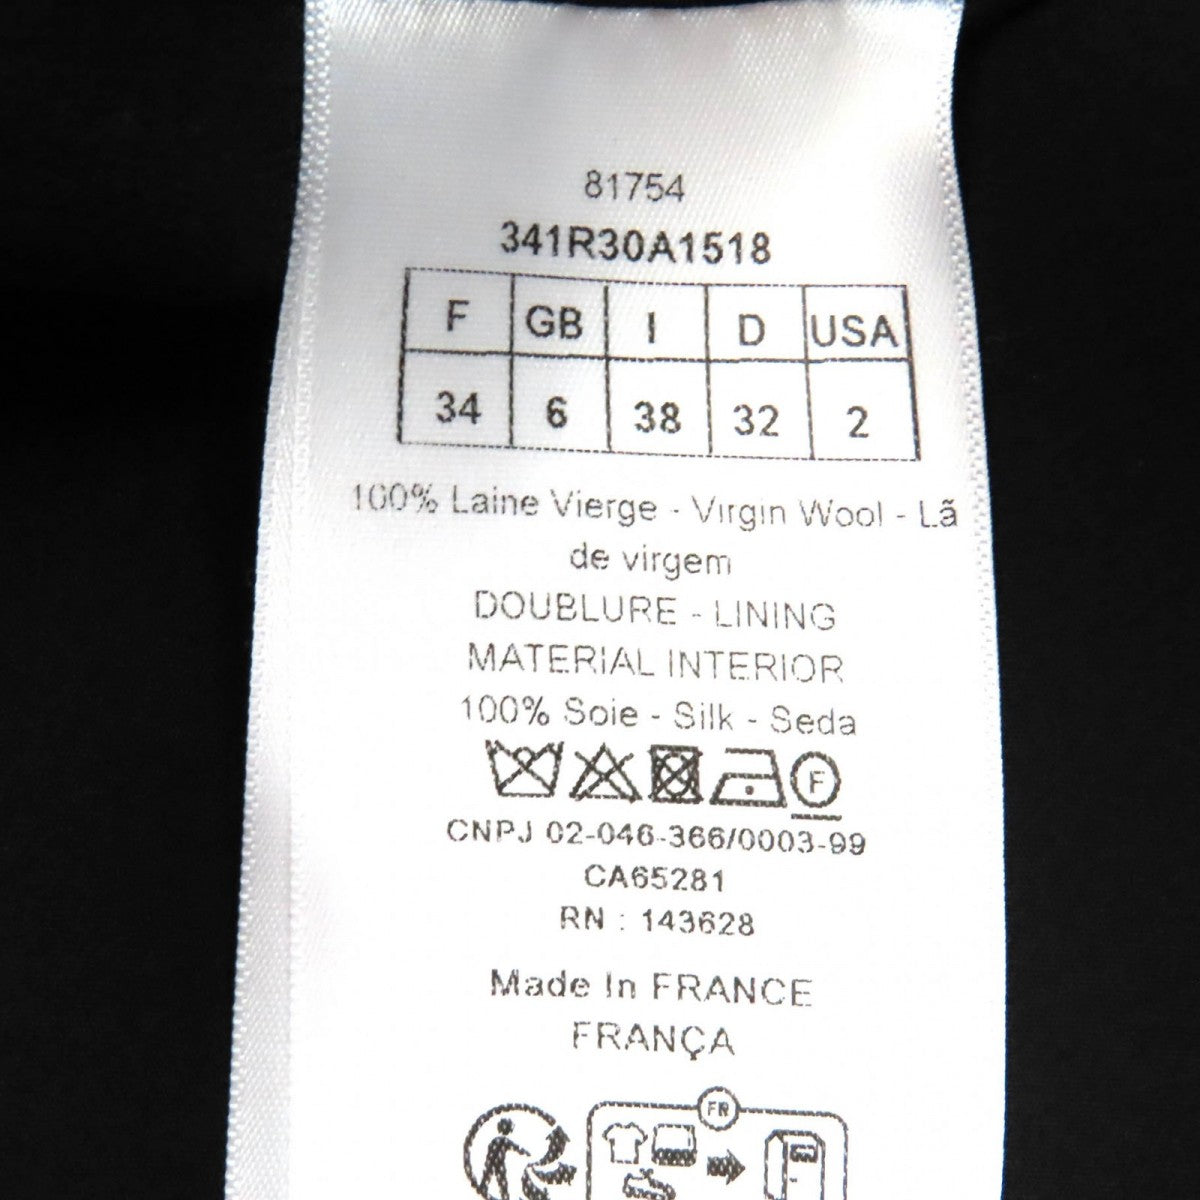 81754
341R30A1518
F GB I D USA
34 6 38 32 2
100% Laine Vierge - Virgin Wool - Lã
de virgem
DOUBLURE - LINING
MATERIAL INTERIOR
100% Soie - Silk - Seda
F
CNPJ 02-046-366/0003-99
CA65281
RN : 143628
Made In FRANCE
FRANÇA
FR